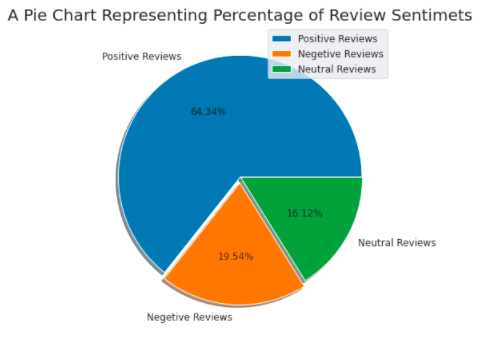 A Pie Chart Representing Percentage of Review Sentimets
Positive Reviews
Negetive Reviews
Neutral Reviews
Positive Reviews
64.34%
16.12%
19.54%
Neutral Reviews
Negetive Reviews